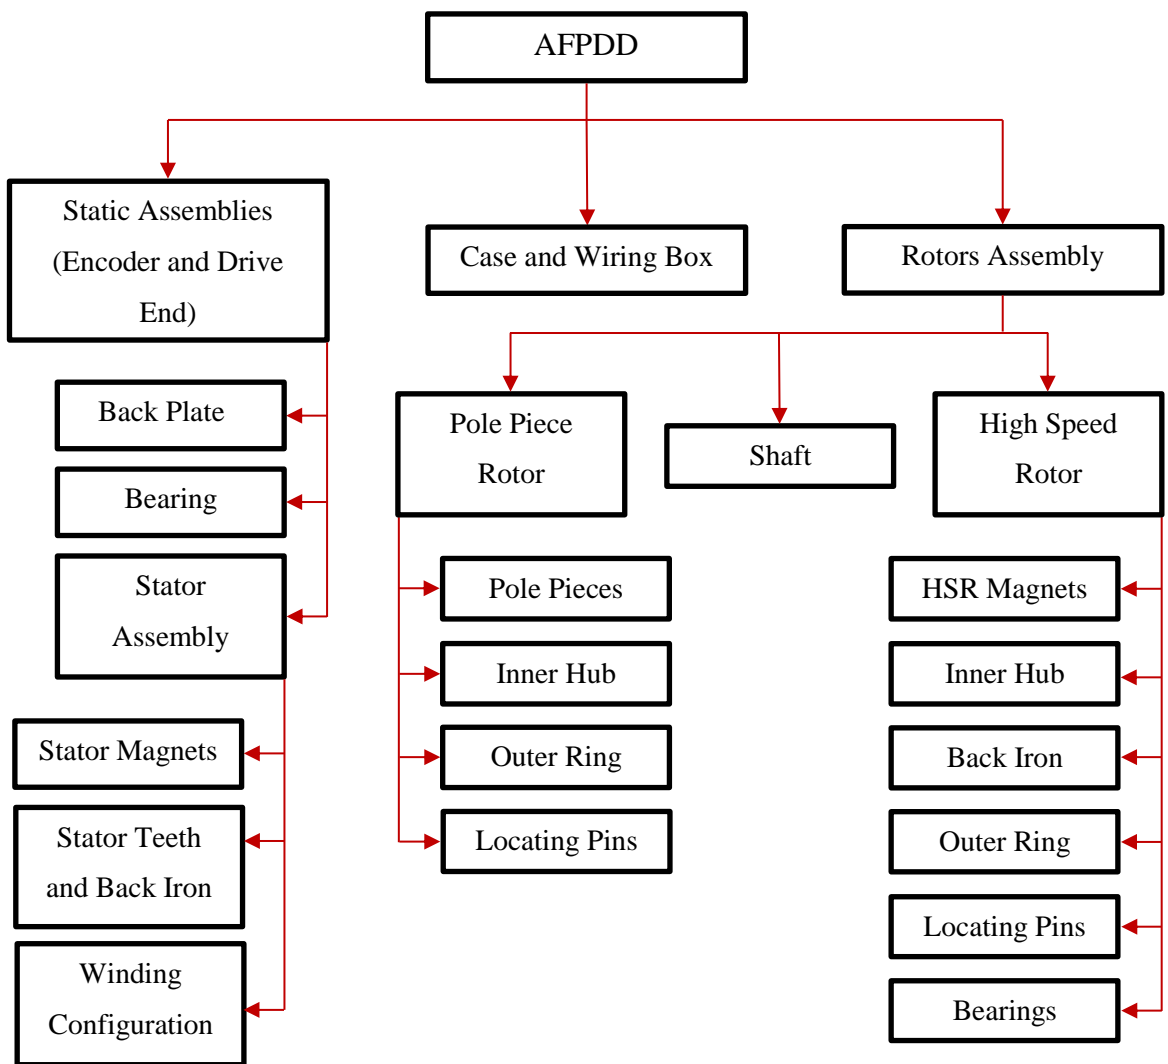 AFPDD
Static Assemblies
(Encoder and Drive
End)
Case and Wiring Box
Rotors Assembly
Back Plate
Bearing
Stator
Assembly
Stator Magnets
Stator Teeth
and Back Iron
Winding
Configuration
Pole Piece
Rotor
Shaft
High Speed
Rotor
Pole Pieces
Inner Hub
Outer Ring
Locating Pins
HSR Magnets
Inner Hub
Back Iron
Outer Ring
Locating Pins
Bearings